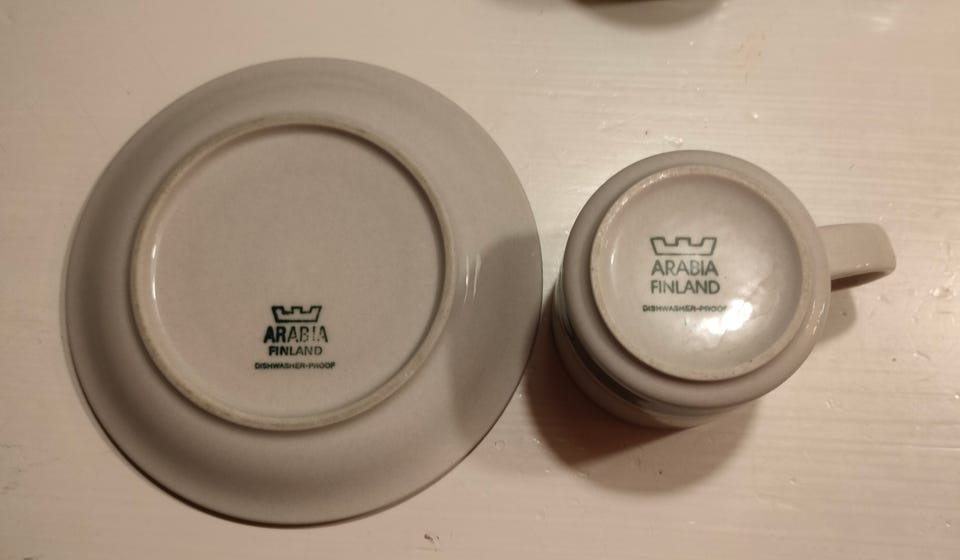 ARABIA
FINLAND
DISHWASHER-PROOF
ARABIA
FINLAND
DISHWASHER-PROOF